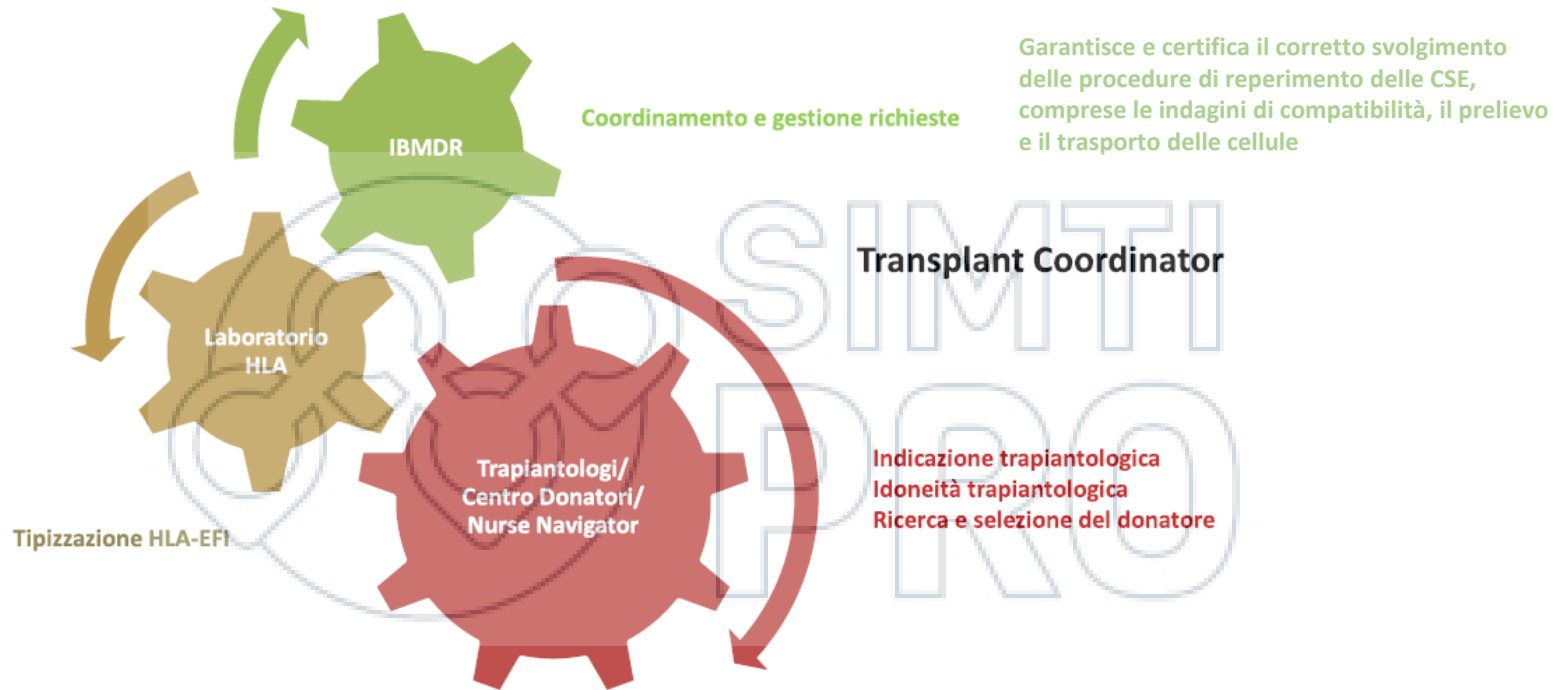 Garantisce e certifica il corretto svolgimento
delle procedure di reperimento delle CSE,
comprese le indagini di compatibilità, il prelievo
e il trasporto delle cellule
Coordinamento e gestione richieste
IBMDR
Transplant Coordinator
Laboratorio
HLA
Trapiantologi/
Centro Donatori/
Nurse Navigator
Indicazione trapiantologica
Idoneità trapiantologica
Ricerca e selezione del donatore
Tipizzazione HLA-EFI
SIMTI
PRO